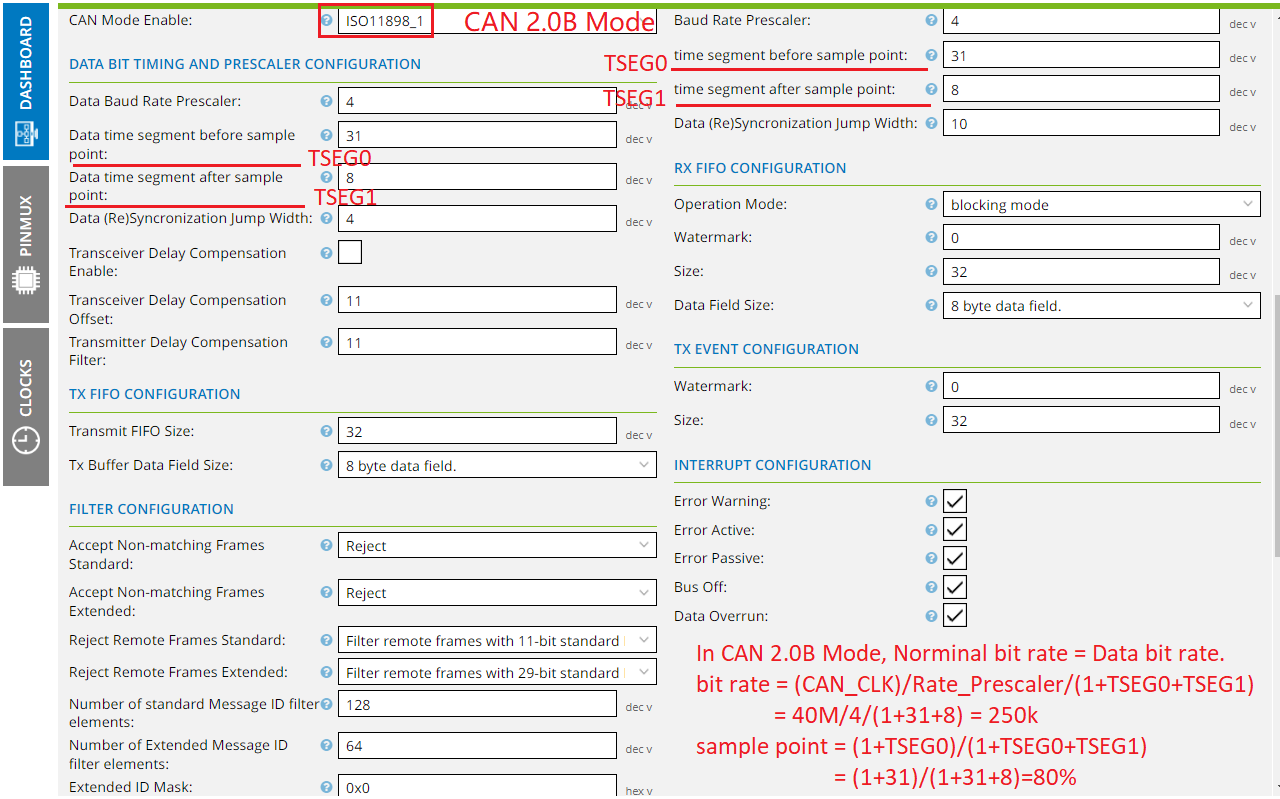 DASHBOARD
PINMUX
CLOCKS
CAN Mode Enable:
ISO11898_1
CAN 2.0B Mode
DATA BIT TIMING AND PRESCALER CONFIGURATION
Data Baud Rate Prescaler:
4
dec v
Data time segment before sample
point:
31
dec v
TSEG0
Data time segment after sample
point:
8
dec v
TSEG1
Data (Re)Syncronization Jump Width:
4
dec v
Transceiver Delay Compensation
Enable:
Transceiver Delay Compensation
Offset:
11
dec v
Transmitter Delay Compensation
Filter:
11
dec v
TX FIFO CONFIGURATION
Transmit FIFO Size:
32
dec v
Tx Buffer Data Field Size:
8 byte data field.
FILTER CONFIGURATION
Accept Non-matching Frames
Standard:
Reject
Accept Non-matching Frames
Extended:
Reject
Reject Remote Frames Standard:
Filter remote frames with 11-bit standard
Reject Remote Frames Extended:
Filter remote frames with 29-bit standard
Number of standard Message ID filter
elements:
128
dec v
Number of Extended Message ID
filter elements:
64
dec v
Extended ID Mask:
0x0
hex v
Baud Rate Prescaler:
4
dec v
TSEG0
time segment before sample point:
31
dec v
TSEG1
time segment after sample point:
8
dec v
Data (Re)Syncronization Jump Width:
10
dec v
RX FIFO CONFIGURATION
Operation Mode:
blocking mode
Watermark:
0
dec v
Size:
32
dec v
Data Field Size:
8 byte data field.
TX EVENT CONFIGURATION
Watermark:
0
dec v
Size:
32
dec v
INTERRUPT CONFIGURATION
Error Warning:
Error Active:
Error Passive:
Bus Off:
Data Overrun:
In CAN 2.0B Mode, Norminal bit rate = Data bit rate.
bit rate = (CAN_CLK)/Rate_Prescaler/(1+TSEG0+TSEG1)
= 40M/4/(1+31+8) = 250k
sample point = (1+TSEG0)/(1+TSEG0+TSEG1)
= (1+31)/(1+31+8)=80%